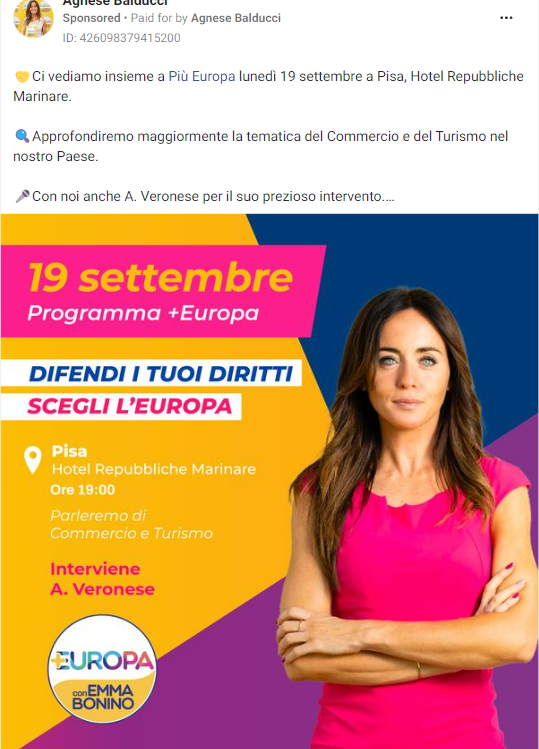 Agnese Balducci
Sponsored • Paid for by Agnese Balducci
ID: 426098379415200
🤛Ci vediamo insieme a Più Europa lunedì 19 settembre a Pisa, Hotel Repubbliche
Marinare.
🔍Approfondiremo maggiormente la tematica del Commercio e del Turismo nel
nostro Paese.
🎤Con noi anche A. Veronese per il suo prezioso intervento....
19 settembre
Programma +Europa
DIFENDI I TUOI DIRITTI
SCEGLI L'EUROPA
Pisa
Hotel Repubbliche Marinare
Ore 19:00
Parleremo di
Commercio e Turismo
Interviene
A. Veronese
+EUROPA
con EMMA
BONINO